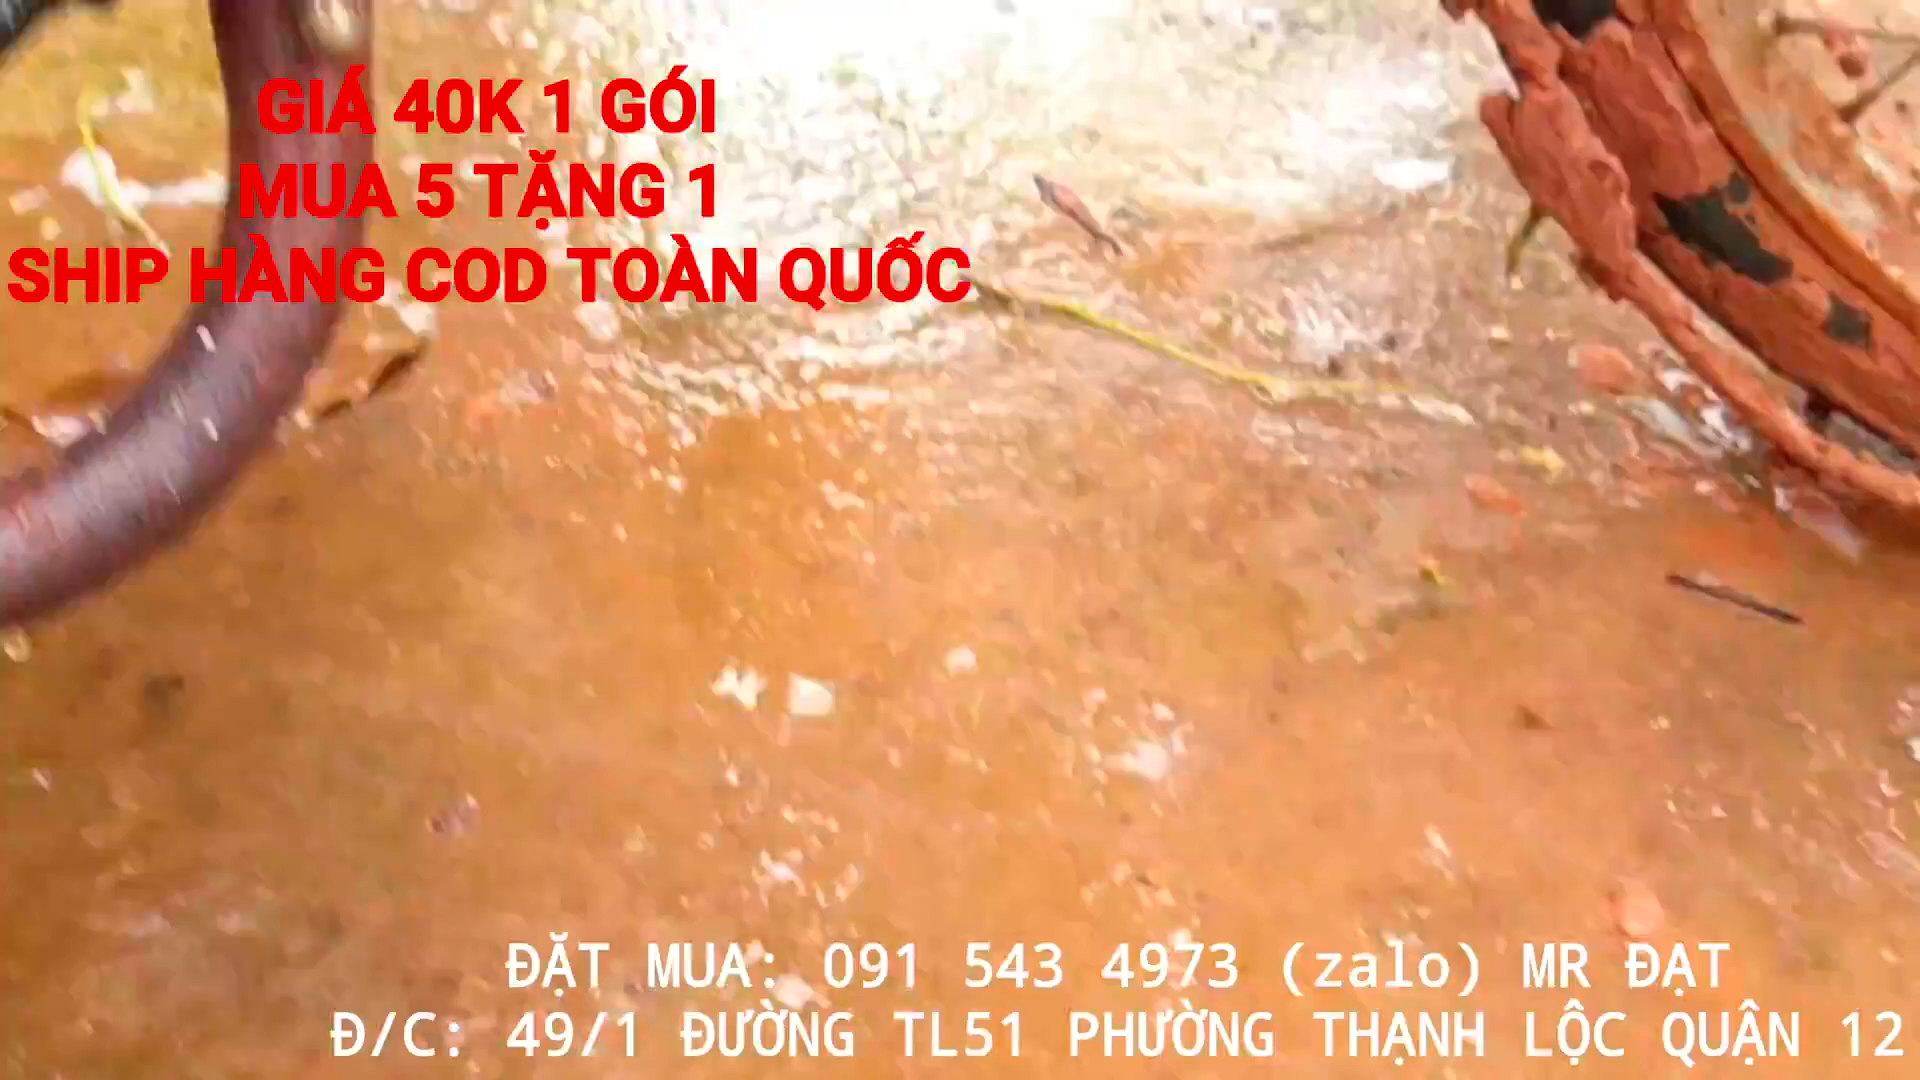 GIÁ 40K 1 GÓI
MUA 5 TẶNG 1
SHIP HÀNG COD TOÀN QUỐC
ĐẶT MUA: 091 543 4973 (zalo) MR ĐẠT
Đ/C: 49/1 ĐƯỜNG TL51 PHƯỜNG THẠNH LỘC QUẬN 12